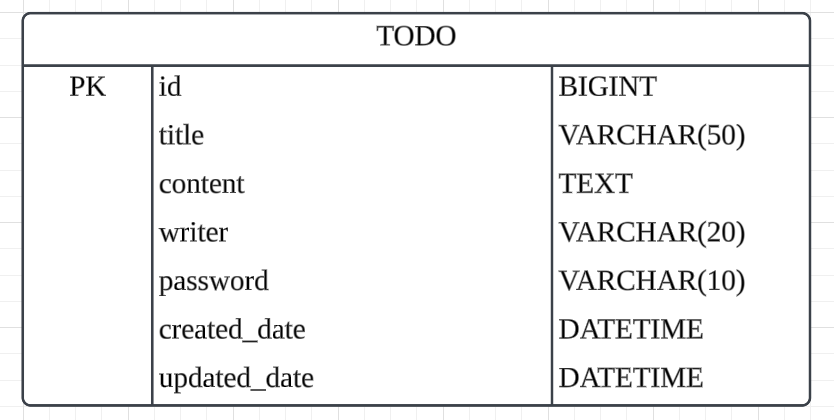 TODO
PK id BIGINT
title VARCHAR(50)
content TEXT
writer VARCHAR(20)
password VARCHAR(10)
created_date DATETIME
updated_date DATETIME